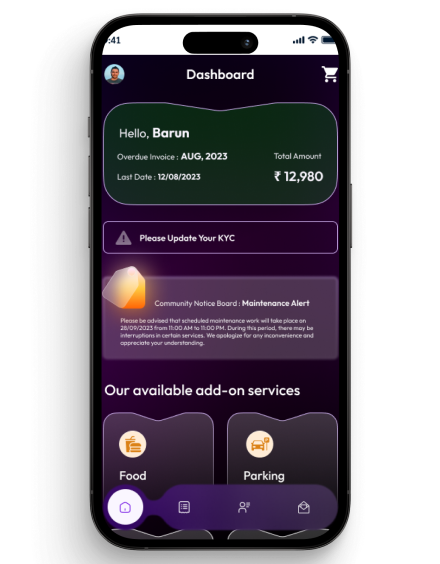 :41
Dashboard
Hello, Barun
Overdue Invoice : AUG, 2023
Total Amount
Last Date : 12/08/2023
₹ 12,980
Please Update Your KYC
Community Notice Board : Maintenance Alert
Please be advised that scheduled maintenance work will take place on
28/09/2023 from 11:00 AM to 11:00 PM. During this period, there may be
interruptions in certain services. We apologize for any inconvenience and
appreciate your understanding.
Our available add-on services
Food
Parking